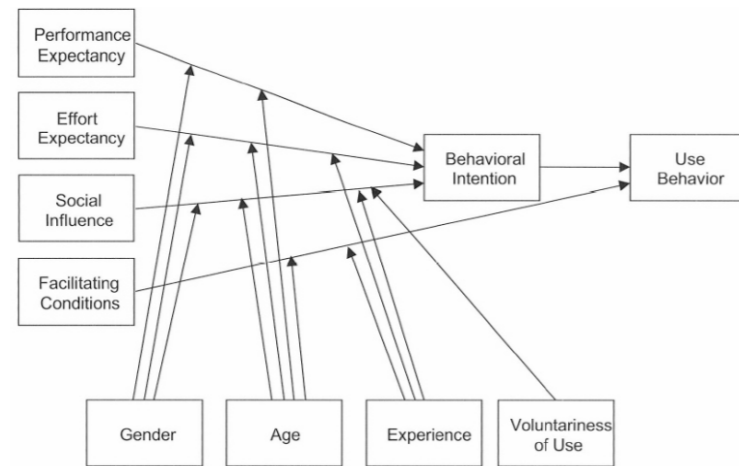 Performance
Expectancy
Effort
Expectancy
Social
Influence
Facilitating
Conditions
Behavioral
Intention
Use
Behavior
Gender
Age
Experience
Voluntariness
of Use